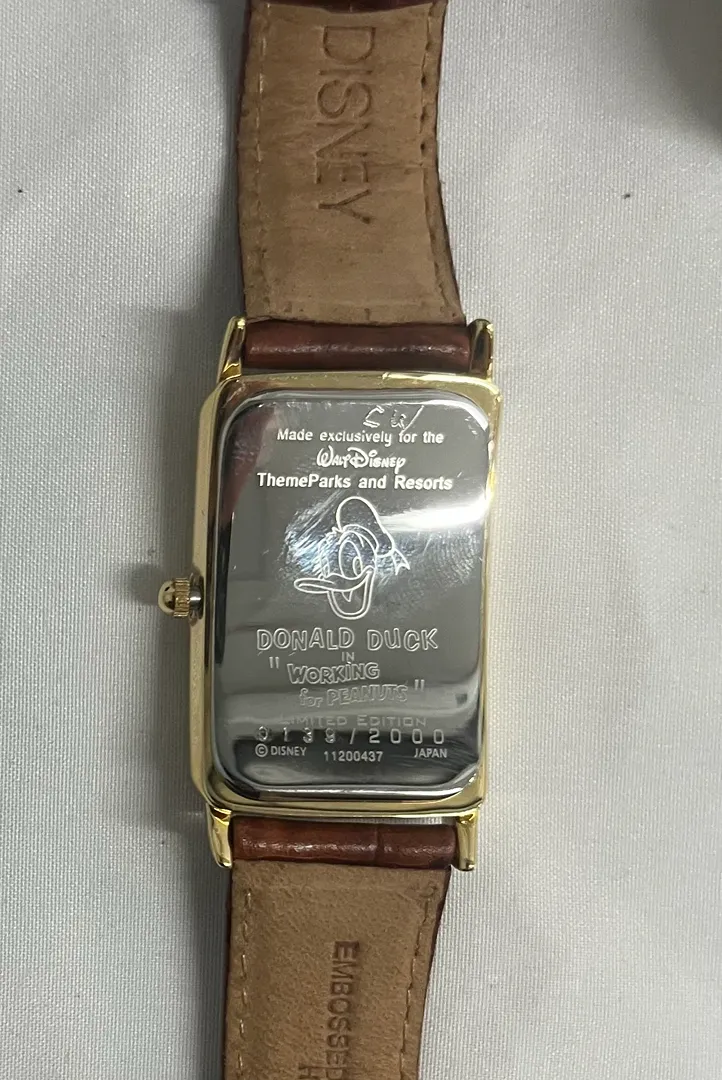 DISNEY
Made exclusively for the
WALT DISNEY
ThemeParks and Resorts
DONALD DUCK
IN
"WORKING
for PEANUTS"
LIMITED EDITION
0139/2000
© DISNEY 11200437 JAPAN
EMBOSSED